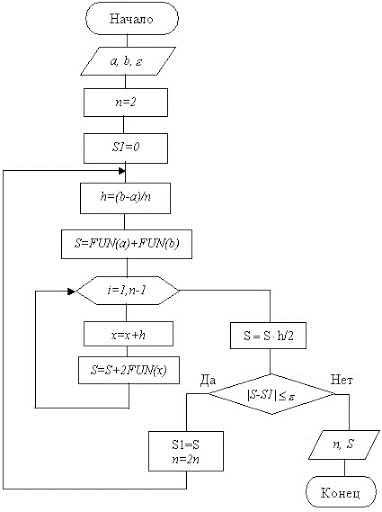 Начало
a, b, ε
n=2
S1=0
h=(b-a)/n
S=FUN(a)+FUN(b)
i=1,n-1
x=x+h
S=S+2FUN(x)
S = S·h/2
Да
Нет
|S-S1| ≤ ε
S1=S
n=2n
n, S
Конец